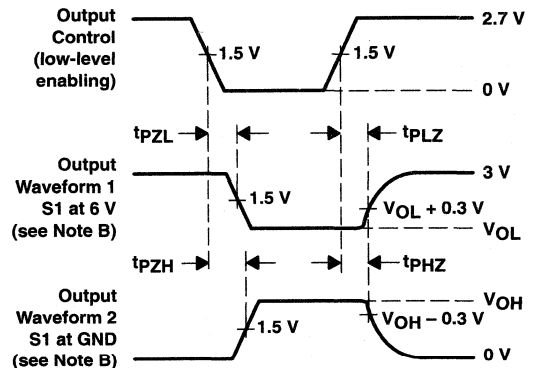 Output
Control
(low-level
enabling)
1.5 V
1.5 V
2.7 V
0 V
tPZL
tPLZ
Output
Waveform 1
S1 at 6 V
(see Note B)
1.5 V
3 V
VOL + 0.3 V
VOL
tPZH
tPHZ
Output
Waveform 2
S1 at GND
(see Note B)
1.5 V
VOH
VOH – 0.3 V
0 V